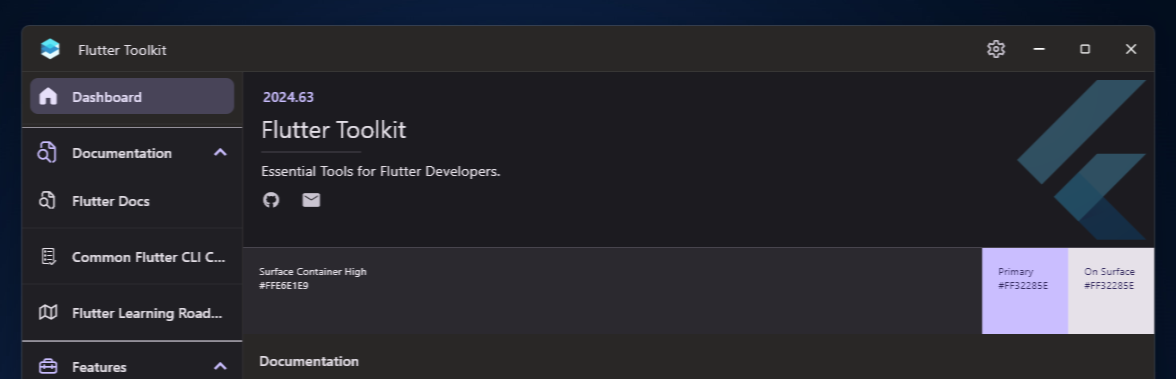 Flutter Toolkit
Dashboard
Documentation
Flutter Docs
Common Flutter CLI C...
Flutter Learning Road...
Features
2024.63
Flutter Toolkit
Essential Tools for Flutter Developers.
Surface Container High
#FFE6E1E9
Primary
#FF32285E
On Surface
#FF32285E
Documentation